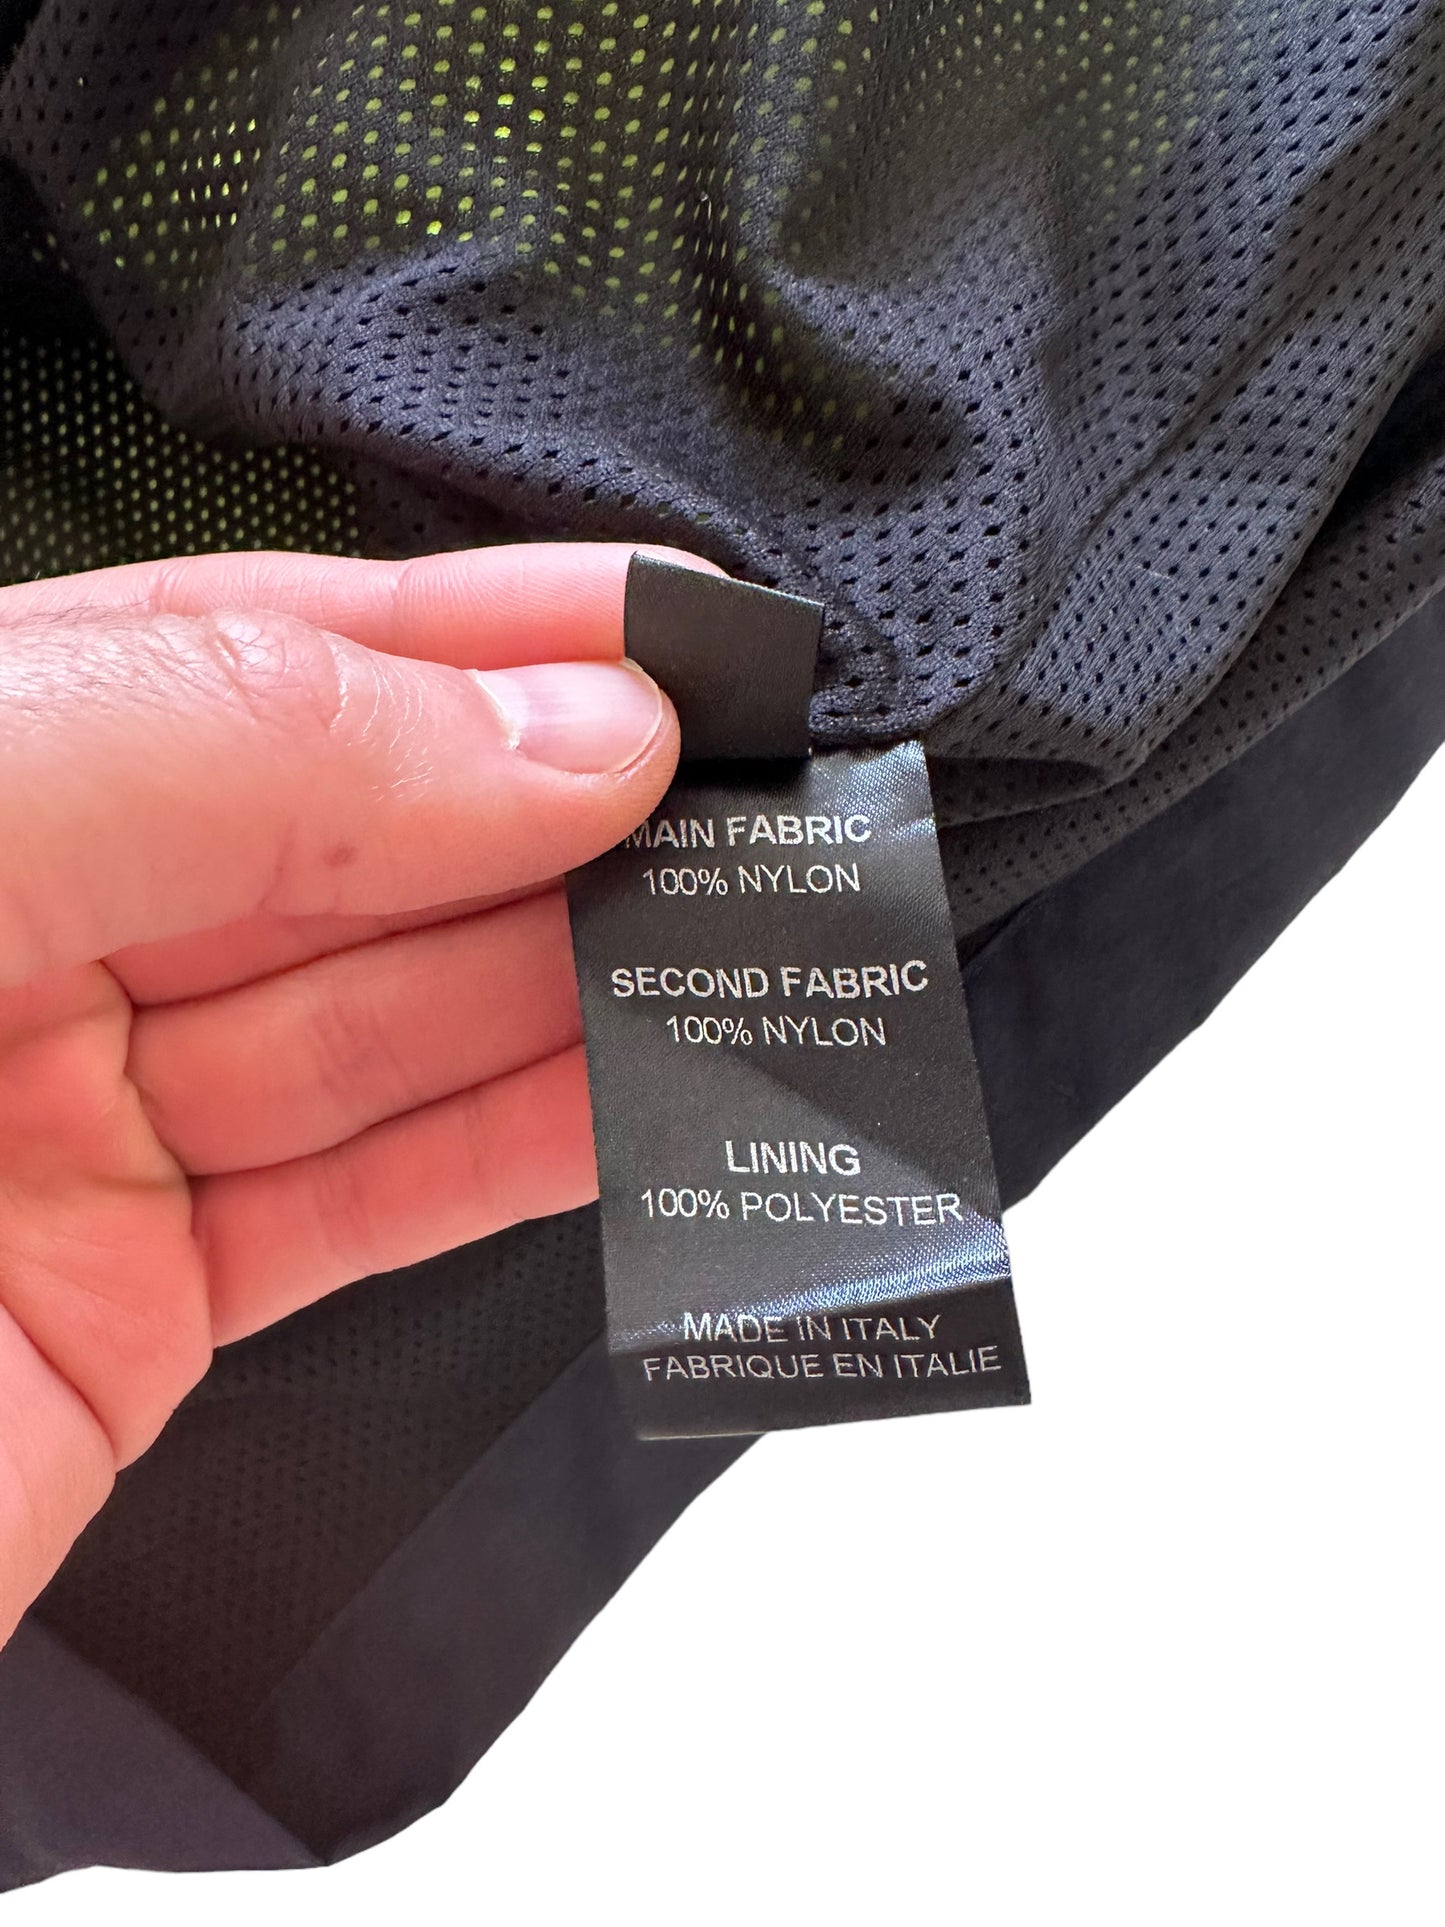 MAIN FABRIC
100% NYLON
SECOND FABRIC
100% NYLON
LINING
100% POLYESTER
MADE IN ITALY
FABRIQUE EN ITALIE